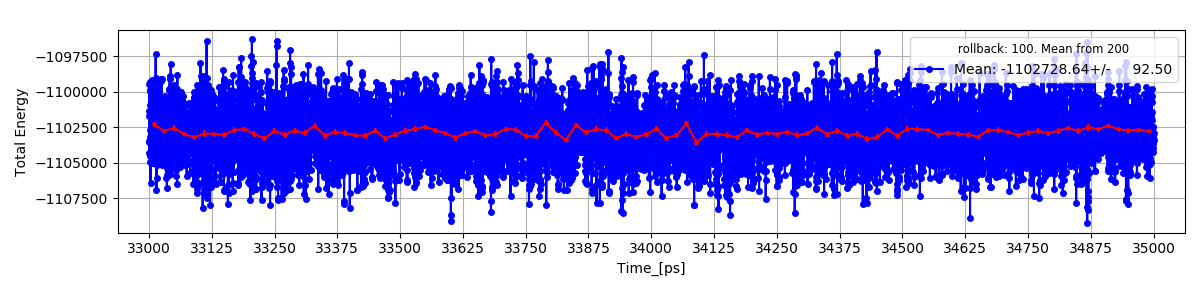 rollback: 100. Mean from 200
Mean: -1102728.64+/- 92.50
Total Energy
−1097500
−1100000
−1102500
−1105000
−1107500
33000 33125 33250 33375 33500 33625 33750 33875 34000 34125 34250 34375 34500 34625 34750 34875 35000
Time_[ps]